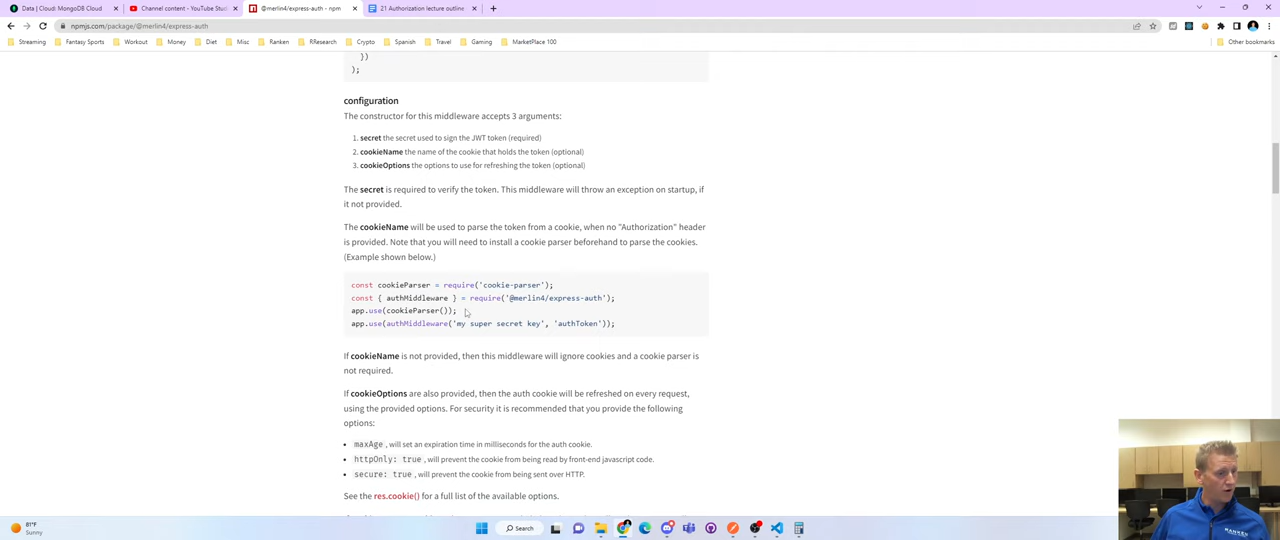 Data | Cloud: MongoDB Cloud
Channel content - YouTube Stud
@merlin4/express-auth - npm
21 Authorization lecture outline
npmjs.com/package/@merlin4/express-auth
Streaming
Fantasy Sports
Workout
Money
Diet
Misc
Ranken
RResearch
Crypto
Spanish
Travel
Gaming
MarketPlace 100
Other bookmarks
})
);
configuration
The constructor for this middleware accepts 3 arguments:
1. secret the secret used to sign the JWT token (required)
2. cookieName the name of the cookie that holds the token (optional)
3. cookieOptions the options to use for refreshing the token (optional)
The secret is required to verify the token. This middleware will throw an exception on startup, if
it not provided.
The cookieName will be used to parse the token from a cookie, when no "Authorization" header
is provided. Note that you will need to install a cookie parser beforehand to parse the cookies.
(Example shown below.)
const cookieParser = require('cookie-parser');
const { authMiddleware } = require('@merlin4/express-auth');
app.use(cookieParser());
app.use(authMiddleware('my super secret key', 'authToken'));
If cookieName is not provided, then this middleware will ignore cookies and a cookie parser is
not required.
If cookieOptions are also provided, then the auth cookie will be refreshed on every request,
using the provided options. For security it is recommended that you provide the following
options:
• maxAge, will set an expiration time in milliseconds for the auth cookie.
• httpOnly: true, will prevent the cookie from being read by front-end javascript code.
• secure: true, will prevent the cookie from being sent over HTTP.
See the res.cookie() for a full list of the available options.
81°F
Sunny
Search
RANKEN